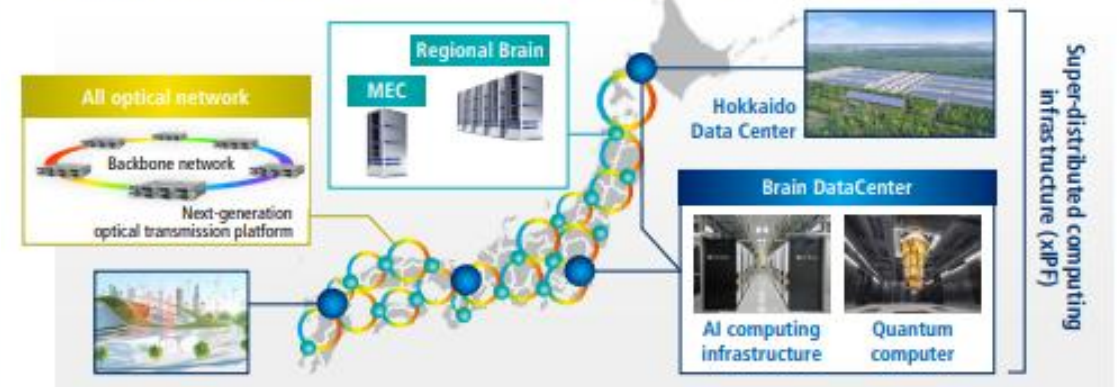 All optical network
Backbone network
Next-generation
optical transmission platform
Regional Brain
MEC
Hokkaido
Data Center
Brain DataCenter
AI computing
infrastructure
Quantum
computer
Super-distributed computing
infrastructure (xIPF)